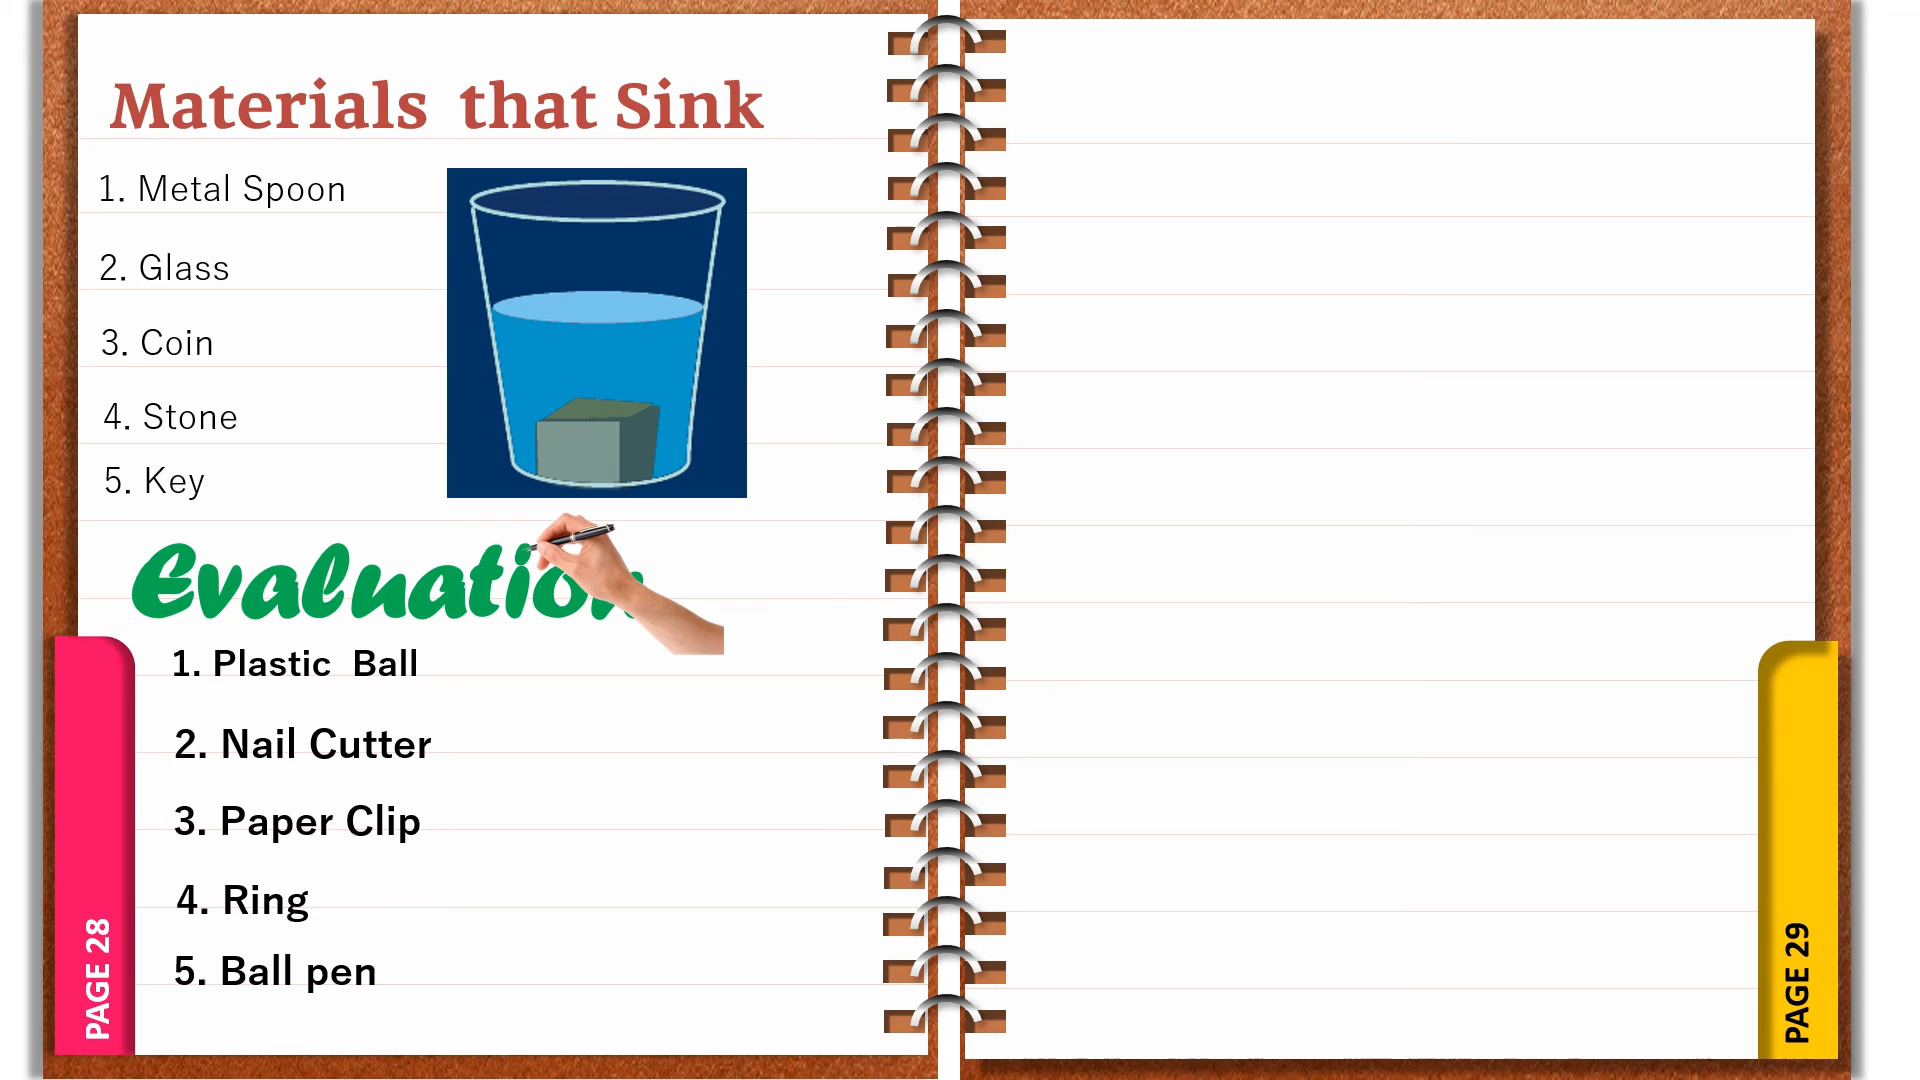 Materials that Sink
1. Metal Spoon
2. Glass
3. Coin
4. Stone
5. Key
Evaluation
1. Plastic Ball
2. Nail Cutter
3. Paper Clip
4. Ring
5. Ball pen
PAGE 28
PAGE 29